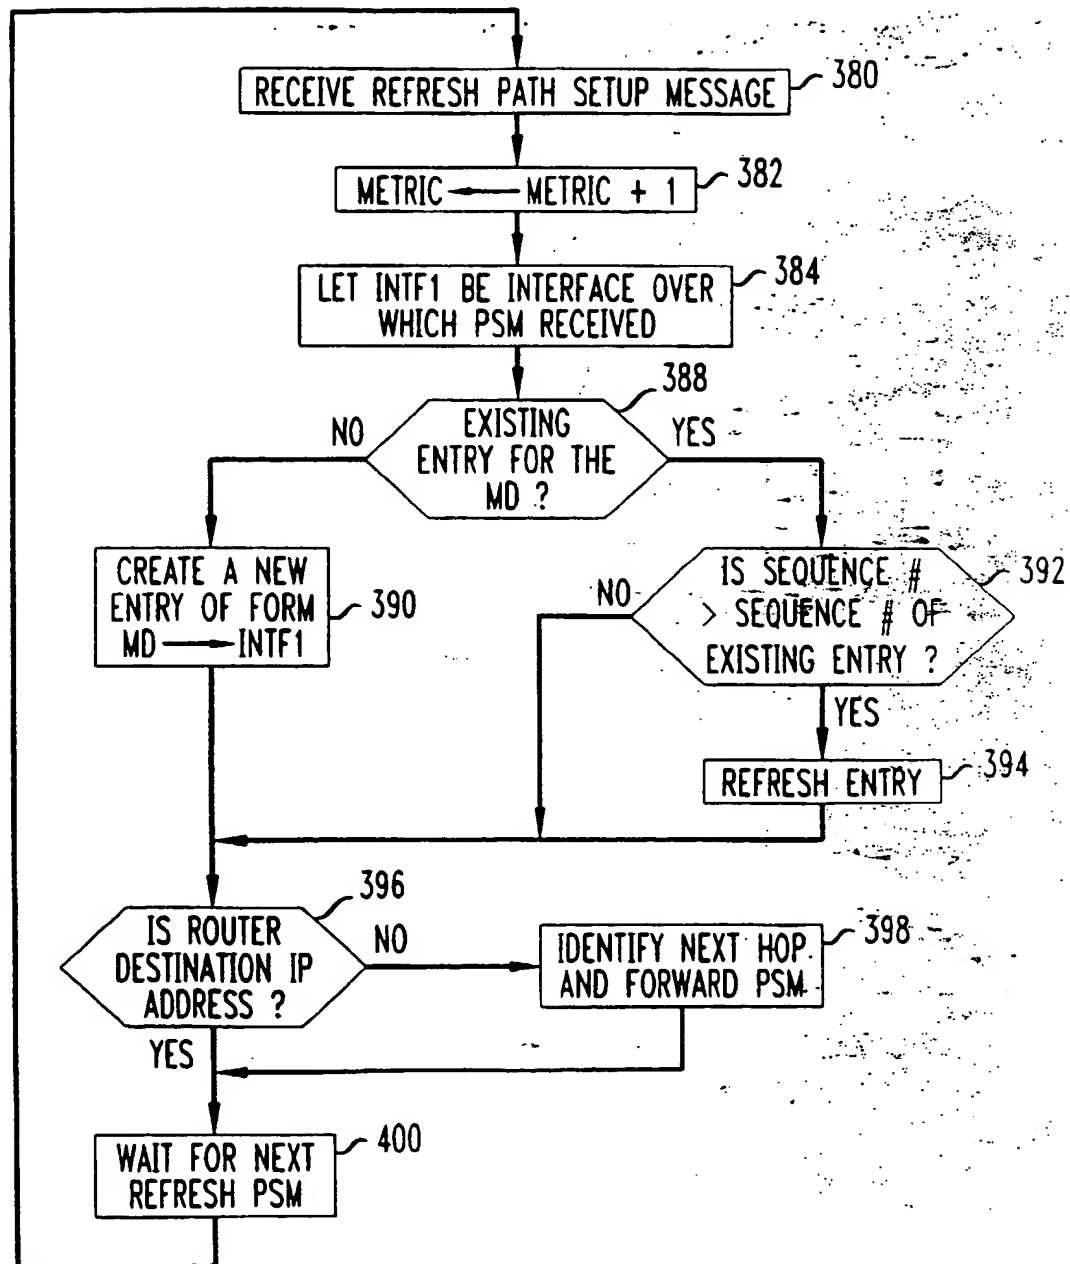 RECEIVE REFRESH PATH SETUP MESSAGE
380
METRIC ← METRIC + 1
382
LET INTF1 BE INTERFACE OVER
WHICH PSM RECEIVED
384
EXISTING
ENTRY FOR THE
MD ?
388
NO
YES
CREATE A NEW
ENTRY OF FORM
MD → INTF1
390
IS SEQUENCE #
> SEQUENCE # OF
EXISTING ENTRY ?
392
NO
YES
REFRESH ENTRY
394
IS ROUTER
DESTINATION IP
ADDRESS ?
396
NO
IDENTIFY NEXT HOP
AND FORWARD PSM
398
YES
WAIT FOR NEXT
REFRESH PSM
400